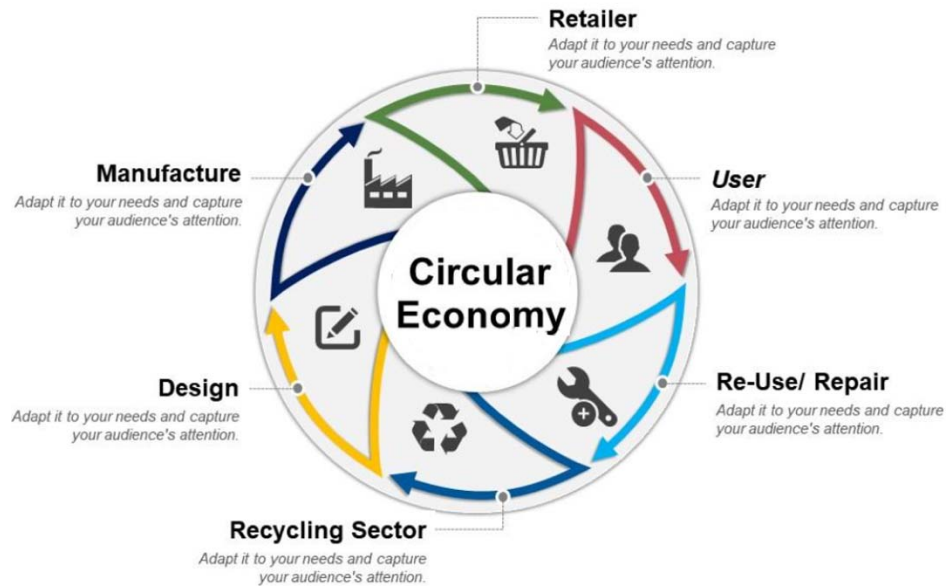 Retailer
Adapt it to your needs and capture
your audience's attention.
Manufacture
Adapt it to your needs and capture
your audience's attention.
User
Adapt it to your needs and capture
your audience's attention.
Circular
Economy
Design
Adapt it to your needs and capture
your audience's attention.
Re-Use/ Repair
Adapt it to your needs and capture
your audience's attention.
Recycling Sector
Adapt it to your needs and capture
your audience's attention.